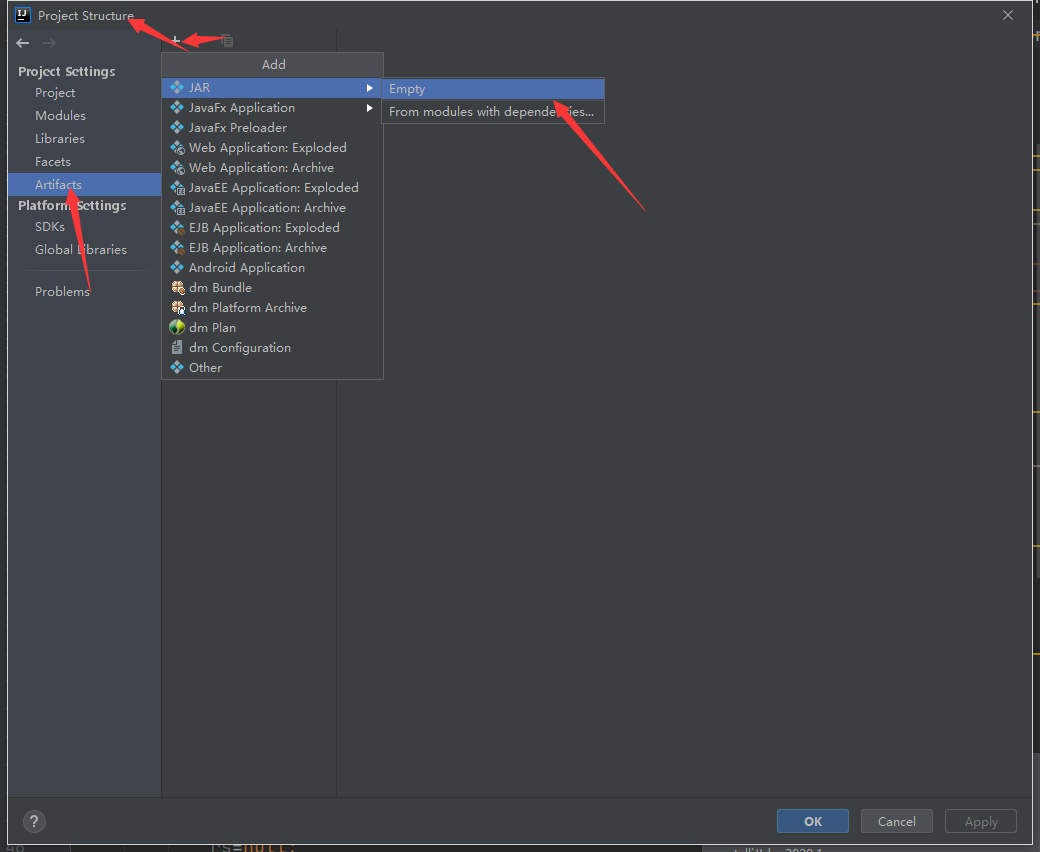 Project Structure
Project Settings
Project
Modules
Libraries
Facets
Artifacts
Platform Settings
SDKs
Global Libraries
Problems
Add
JAR
JavaFx Application
JavaFx Preloader
Web Application: Exploded
Web Application: Archive
JavaEE Application: Exploded
JavaEE Application: Archive
EJB Application: Exploded
EJB Application: Archive
Android Application
dm Bundle
dm Platform Archive
dm Plan
dm Configuration
Other
Empty
From modules with dependencies...
?
OK
Cancel
Apply